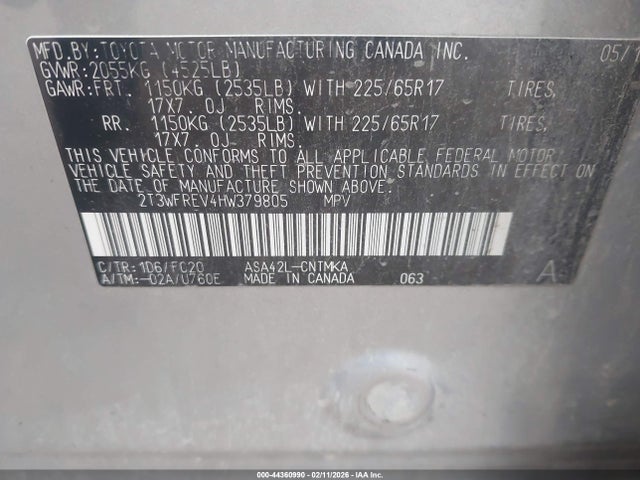 MFD.BY:TOYOTA MOTOR MANUFACTURING CANADA INC. 05/1
GVWR:2055KG (4525LB)
GAWR:FRT. 1150KG (2535LB) WITH 225/65R17 TIRES,
17X7.0J RIMS.
RR. 1150KG (2535LB) WITH 225/65R17 TIRES,
17X7.0J RIMS.
THIS VEHICLE CONFORMS TO ALL APPLICABLE FEDERAL MOTOR
VEHICLE SAFETY AND THEFT PREVENTION STANDARDS IN EFFECT ON
THE DATE OF MANUFACTURE SHOWN ABOVE.
2T3WFREV4HW379805 MPV
C/TR:1D6/FC20 ASA42L-CNTMKA A
A/TM:-02A/U760E MADE IN CANADA 063
000-44360990 - 02/11/2026 - IAA Inc.